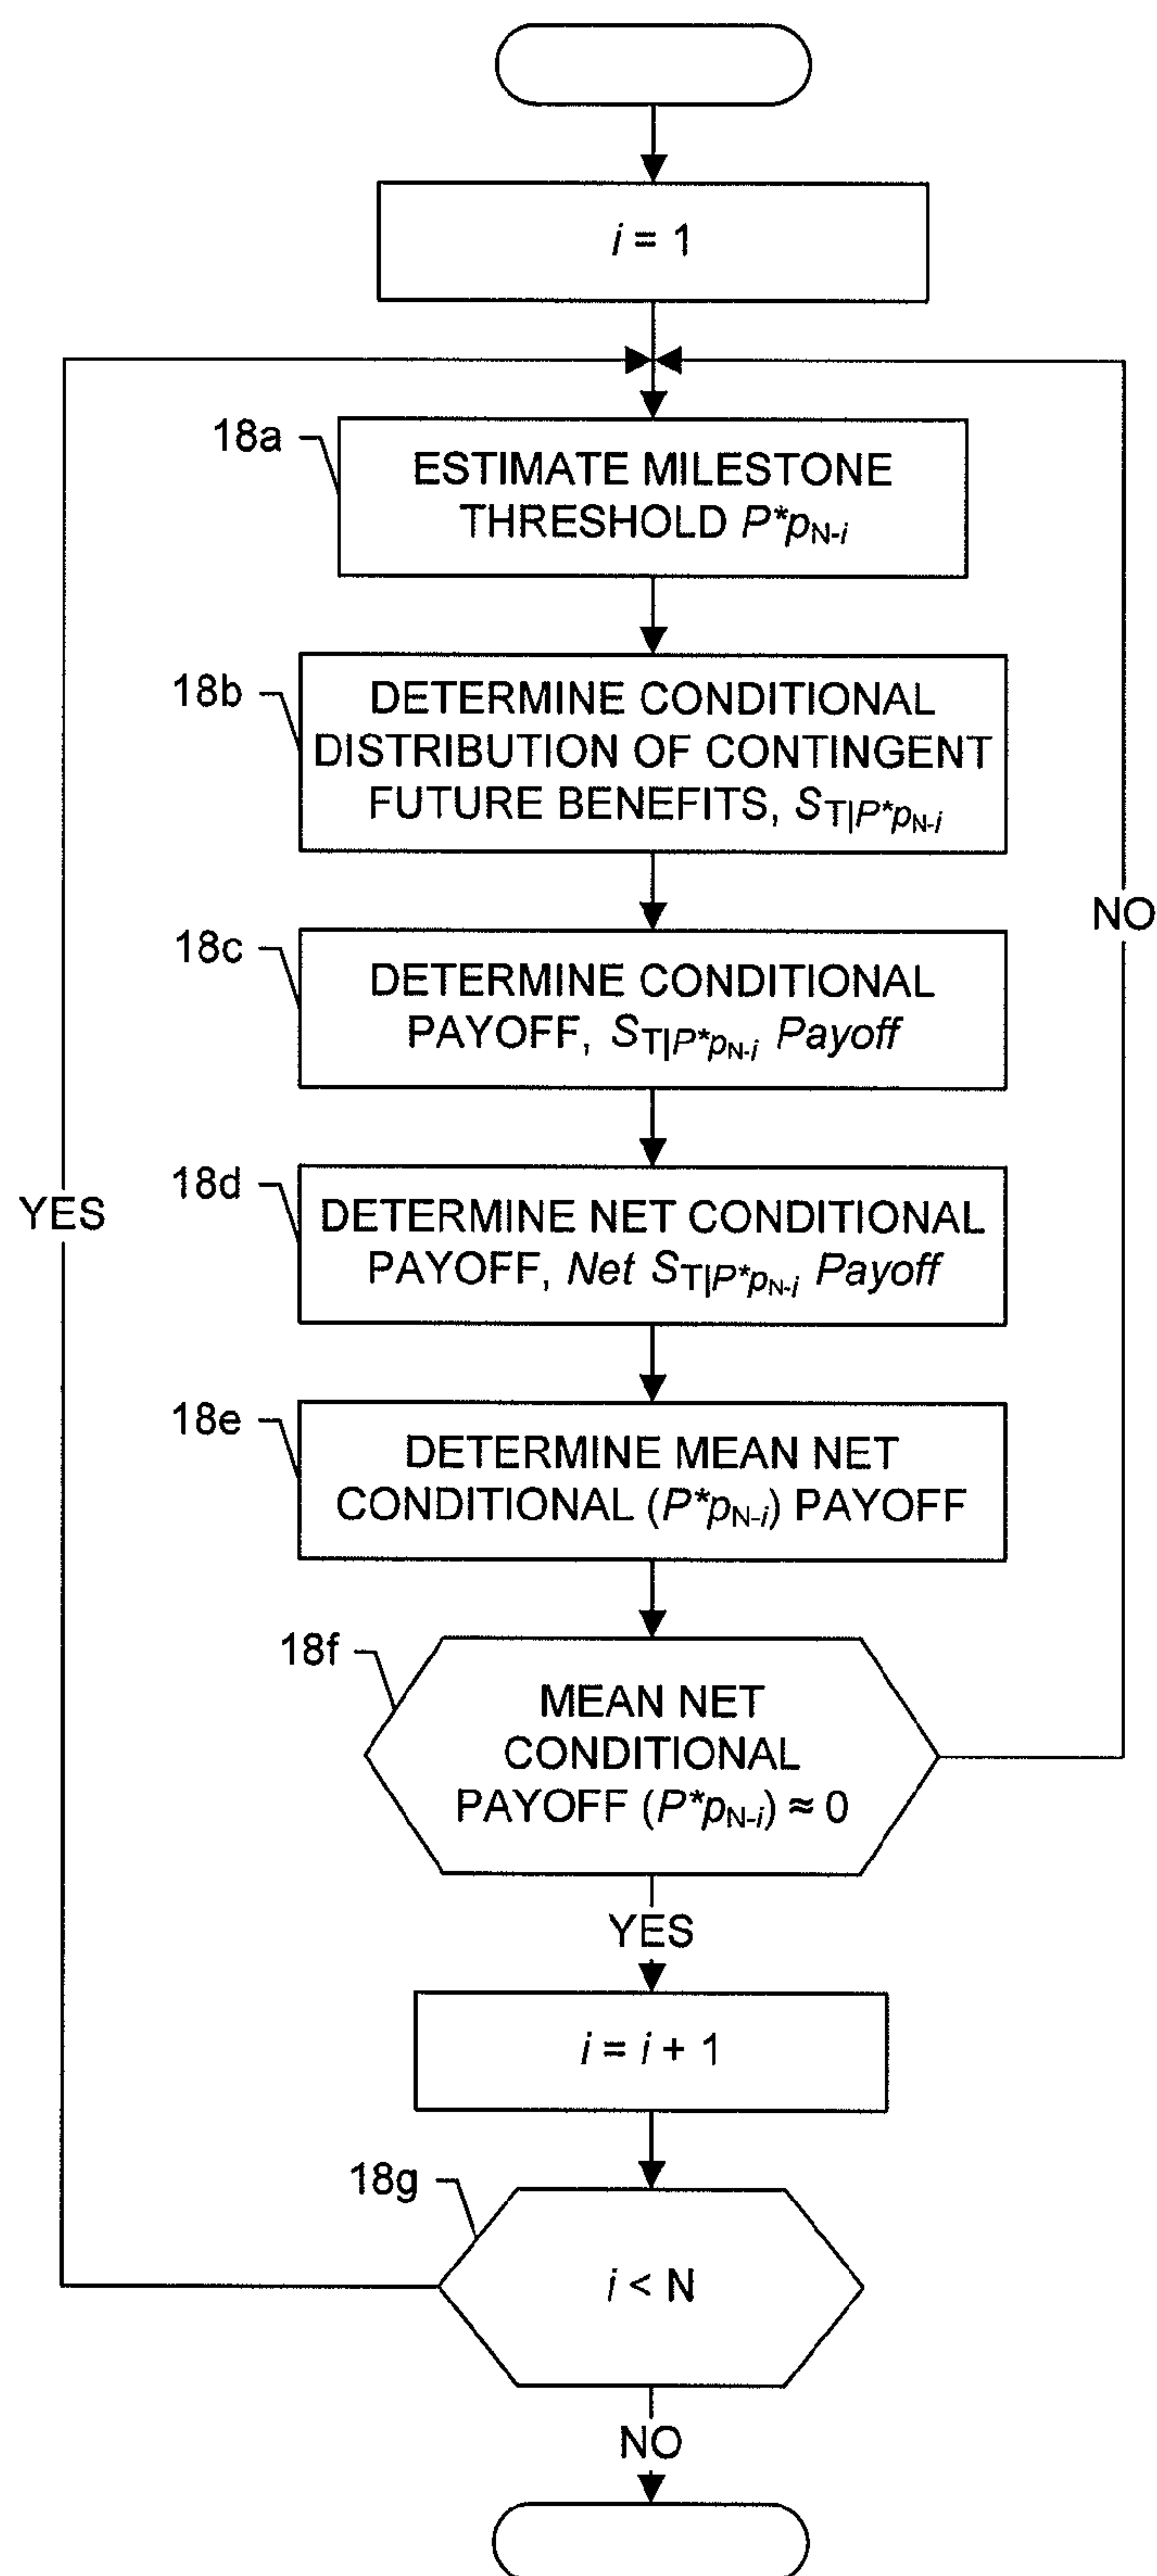 i = 1
18a
ESTIMATE MILESTONE
THRESHOLD P*pN-i
18b
DETERMINE CONDITIONAL
DISTRIBUTION OF CONTINGENT
FUTURE BENEFITS, ST|P*pN-i
NO
18c
DETERMINE CONDITIONAL
PAYOFF, ST|P*pN-i Payoff
18d
DETERMINE NET CONDITIONAL
PAYOFF, Net ST|P*pN-i Payoff
YES
18e
DETERMINE MEAN NET
CONDITIONAL (P*pN-i) PAYOFF
18f
MEAN NET
CONDITIONAL
PAYOFF (P*pN-i) ≈ 0
YES
i = i + 1
18g
i < N
NO